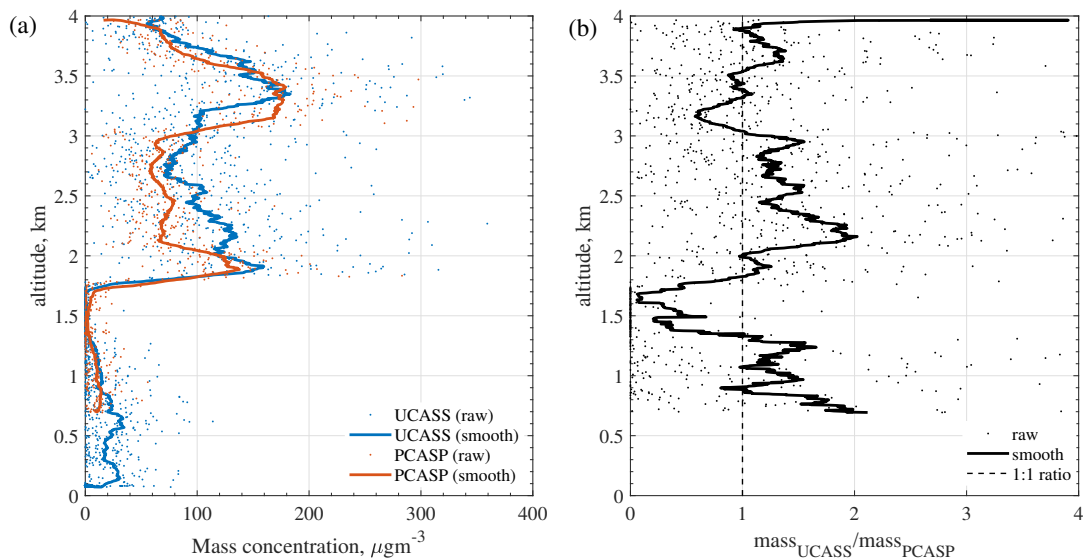 (a)
altitude, km
4
3.5
3
2.5
2
1.5
1
0.5
0
UCASS (raw)
UCASS (smooth)
PCASP (raw)
PCASP (smooth)
0 100 200 300 400
Mass concentration, μgm⁻³
(b)
altitude, km
4
3.5
3
2.5
2
1.5
1
0.5
0
raw
smooth
1:1 ratio
0 1 2 3 4
mass_UCASS/mass_PCASP